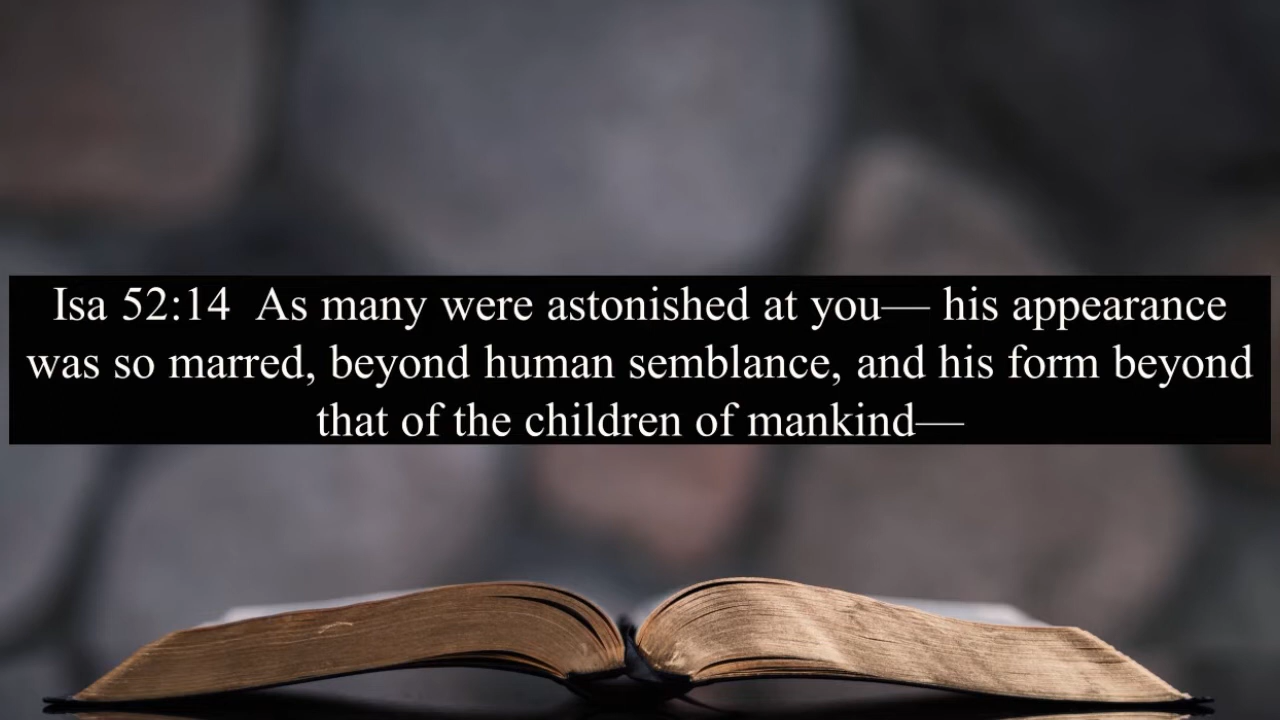 Isa 52:14  As many were astonished at you— his appearance
was so marred, beyond human semblance, and his form beyond
that of the children of mankind—